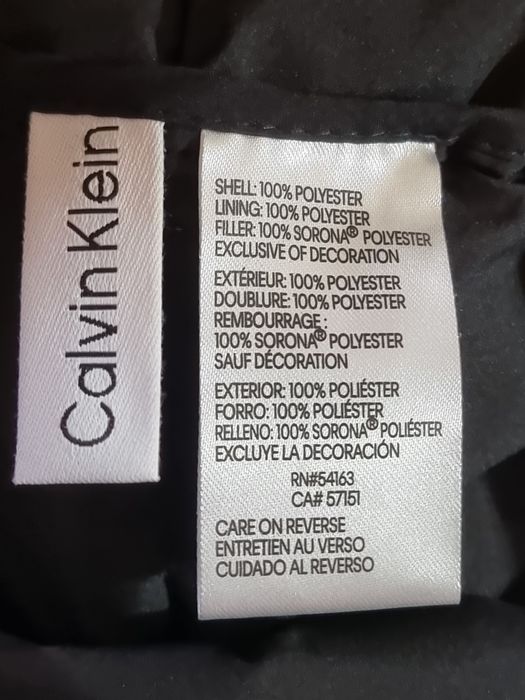 Calvin Klein
SHELL: 100% POLYESTER
LINING: 100% POLYESTER
FILLER: 100% SORONA® POLYESTER
EXCLUSIVE OF DECORATION
EXTÉRIEUR: 100% POLYESTER
DOUBLURE: 100% POLYESTER
REMBOURRAGE :
100% SORONA® POLYESTER
SAUF DÉCORATION
EXTERIOR: 100% POLIÉSTER
FORRO: 100% POLIÉSTER
RELLENO: 100% SORONA® POLIÉSTER
EXCLUYE LA DECORACIÓN
RN#54163
CA# 57151
CARE ON REVERSE
ENTRETIEN AU VERSO
CUIDADO AL REVERSO